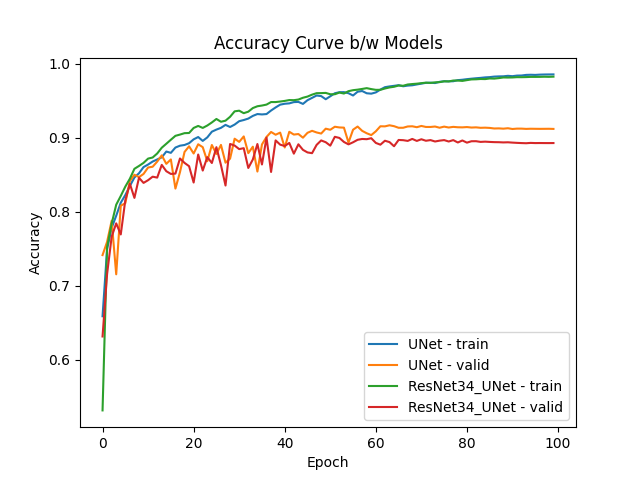 Accuracy Curve b/w Models
1.0
0.9
0.8
0.7
0.6
Accuracy
0
20
40
60
80
100
Epoch
UNet - train
UNet - valid
ResNet34_UNet - train
ResNet34_UNet - valid